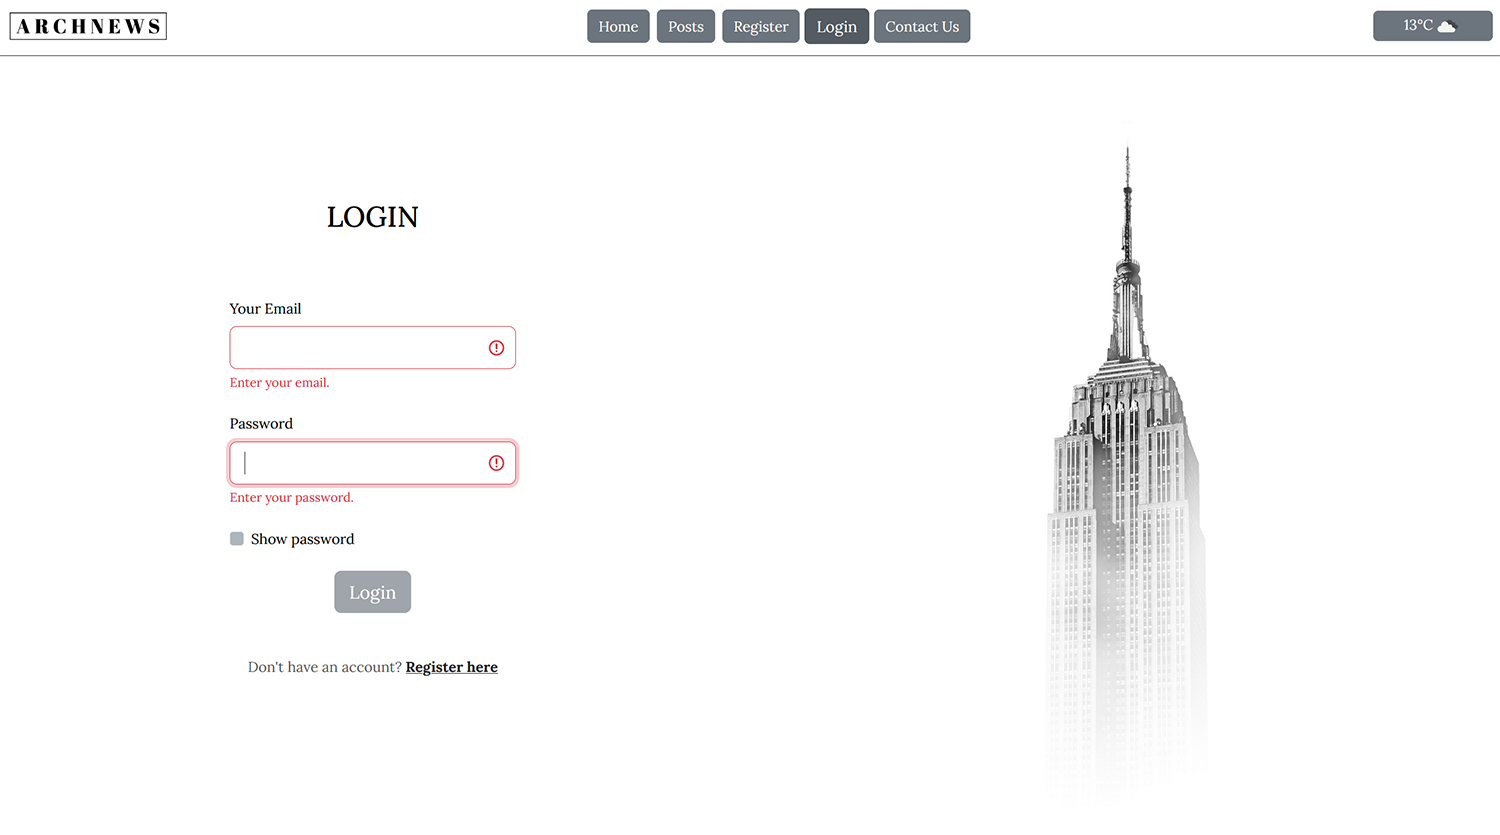 ARCHNEWS
Home Posts Register Login Contact Us
13°C
LOGIN
Your Email
Enter your email.
Password
Enter your password.
Show password
Login
Don't have an account? Register here